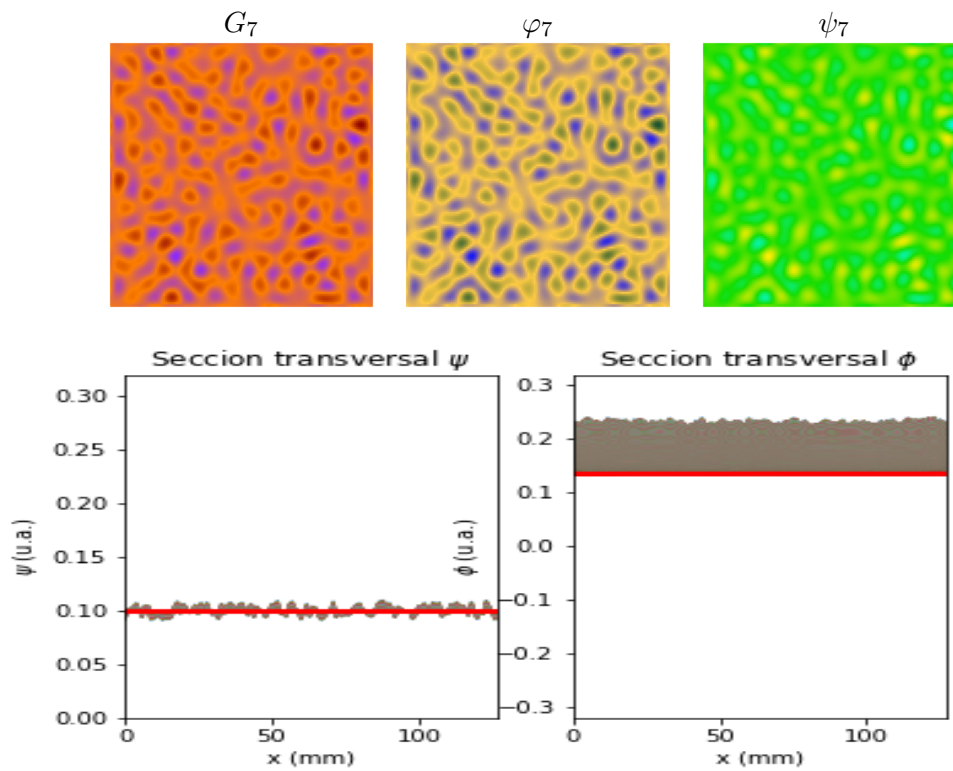 G₇ φ₇ ψ₇
Seccion transversal ψ
0.30
0.25
0.20
0.15
0.10
0.05
0.00
ψ (u.a.)
0 50 100
x (mm)
Seccion transversal ϕ
0.3
0.2
0.1
0.0
−0.1
−0.2
−0.3
ϕ (u.a.)
0 50 100
x (mm)